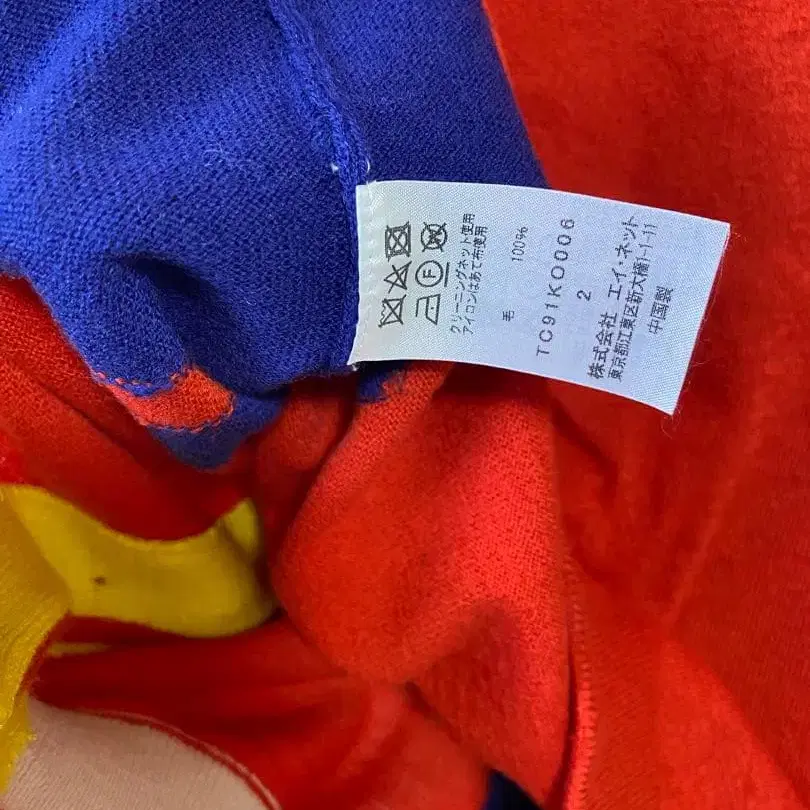 F
クリーニングネット使用
アイロンはあて布使用
毛 100%
TC91KO006
2
株式会社 エイ・ネット
東京都江東区新大橋1-1-11
中国製